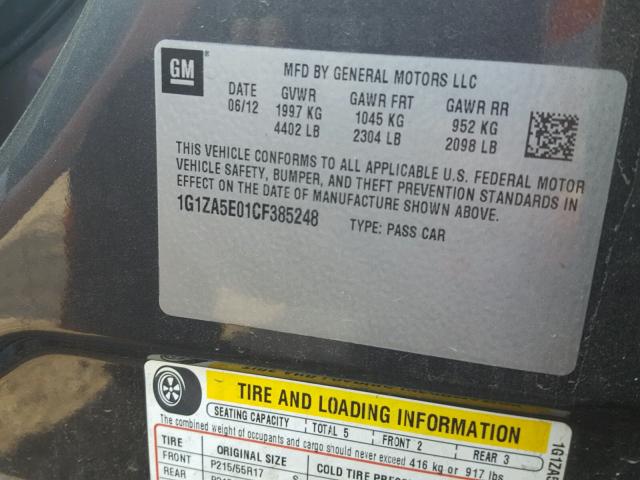 GM
MFD BY GENERAL MOTORS LLC
DATE GVWR GAWR FRT GAWR RR
06/12 1997 KG 1045 KG 952 KG
4402 LB 2304 LB 2098 LB
THIS VEHICLE CONFORMS TO ALL APPLICABLE U.S. FEDERAL MOTOR
VEHICLE SAFETY, BUMPER, AND THEFT PREVENTION STANDARDS IN
EFFECT ON THE DATE OF MANUFACTURE SHOWN ABOVE.
1G1ZA5E01CF385248 TYPE: PASS CAR
TIRE AND LOADING INFORMATION
SEATING CAPACITY TOTAL 5 FRONT 2 REAR 3
The combined weight of occupants and cargo should never exceed 416 kg or 917 lbs
TIRE ORIGINAL SIZE COLD TIRE
FRONT P215/55R17
REAR
1G1ZA5